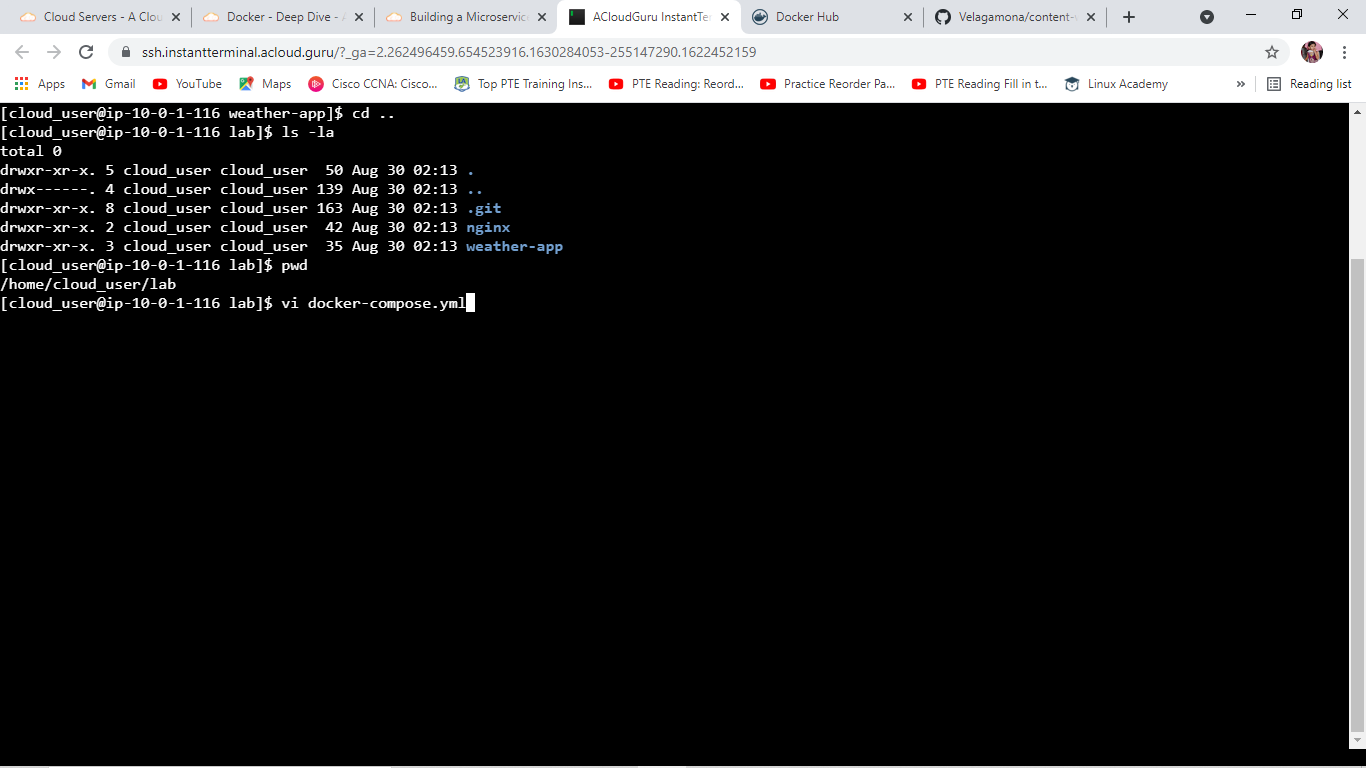 Cloud Servers - A Clou
Docker - Deep Dive -
Building a Microservic
ACloudGuru InstantTer
Docker Hub
Velagamona/content-
ssh.instantterminal.acloud.guru/?_ga=2.262496459.654523916.1630284053-255147290.1622452159
Apps
Gmail
YouTube
Maps
Cisco CCNA: Cisco...
Top PTE Training Ins...
PTE Reading: Reord...
Practice Reorder Pa...
PTE Reading Fill in t...
Linux Academy
»
Reading list
[cloud_user@ip-10-0-1-116 weather-app]$ cd ..
[cloud_user@ip-10-0-1-116 lab]$ ls -la
total 0
drwxr-xr-x. 5 cloud_user cloud_user  50 Aug 30 02:13 .
drwx------. 4 cloud_user cloud_user 139 Aug 30 02:13 ..
drwxr-xr-x. 8 cloud_user cloud_user 163 Aug 30 02:13 .git
drwxr-xr-x. 2 cloud_user cloud_user  42 Aug 30 02:13 nginx
drwxr-xr-x. 3 cloud_user cloud_user  35 Aug 30 02:13 weather-app
[cloud_user@ip-10-0-1-116 lab]$ pwd
/home/cloud_user/lab
[cloud_user@ip-10-0-1-116 lab]$ vi docker-compose.yml